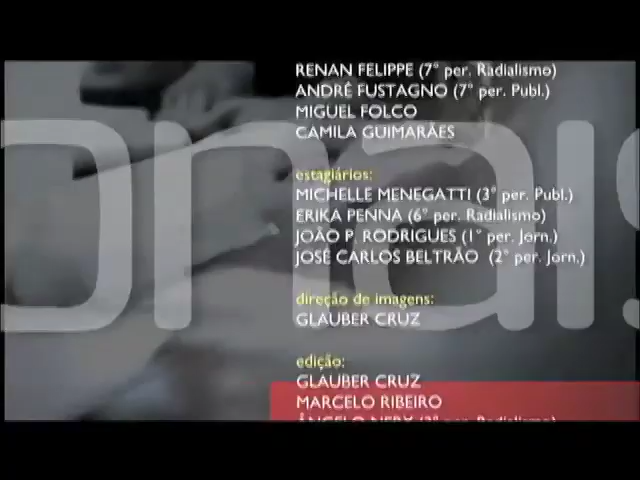 RENAN FELIPPE (7° per. Radialismo)
ANDRÉ FUSTAGNO (7° per. Publ.)
MIGUEL FOLCO
CAMILA GUIMARÃES
estagiários:
MICHELLE MENEGATTI (3° per. Publ.)
ERIKA PENNA (6° per. Radialismo)
JOÃO P. RODRIGUES (1° per. Jorn.)
JOSÉ CARLOS BELTRÃO (2° per. Jorn.)
direção de imagens:
GLAUBER CRUZ
edição:
GLAUBER CRUZ
MARCELO RIBEIRO